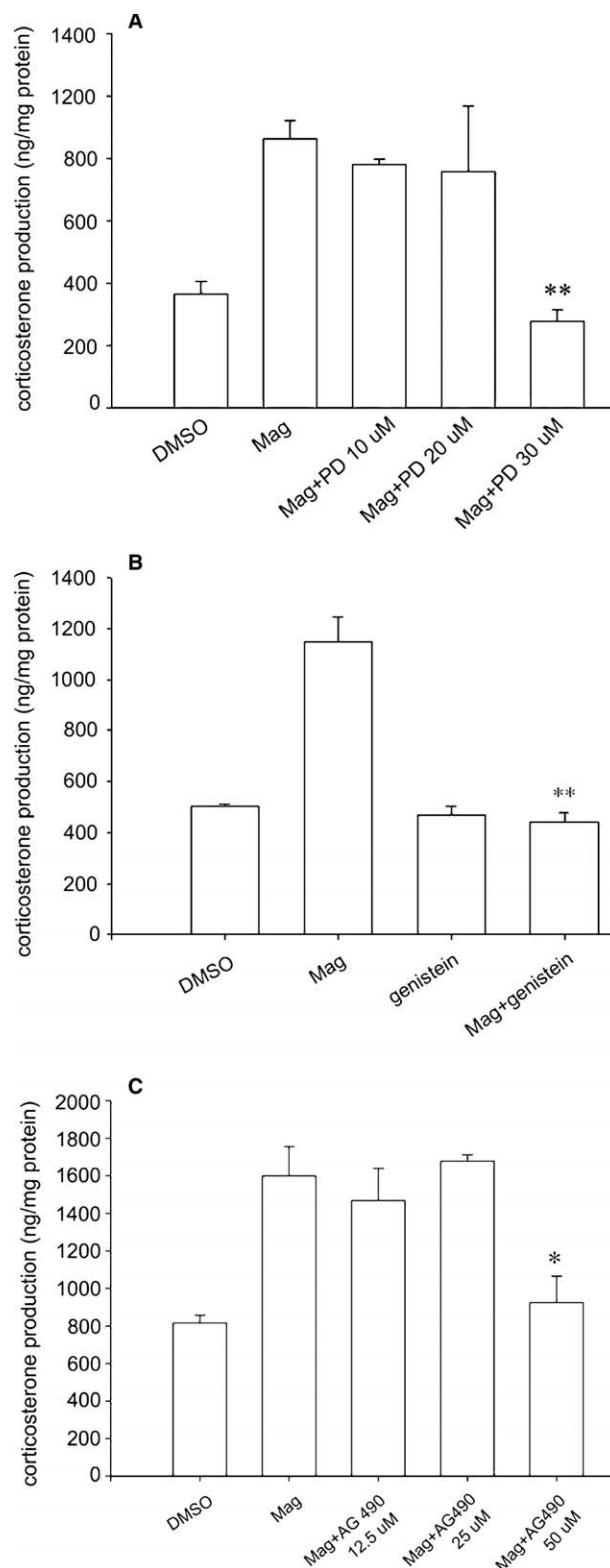 A
corticosterone production (ng/mg protein)
1400
1200
1000
800
600
400
200
0
**
DMSO
Mag
Mag+PD 10 uM
Mag+PD 20 uM
Mag+PD 30 uM
B
corticosterone production (ng/mg protein)
1400
1200
1000
800
600
400
200
0
**
DMSO
Mag
genistein
Mag+genistein
C
corticosterone production (ng/mg protein)
2000
1800
1600
1400
1200
1000
800
600
400
200
0
*
DMSO
Mag
Mag+AG 490
12.5 uM
Mag+AG490
25 uM
Mag+AG490
50 uM